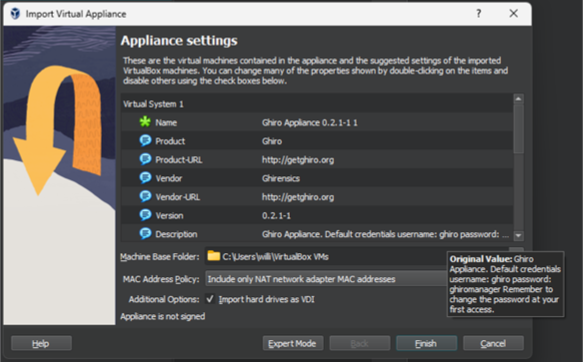 Import Virtual Appliance
?
Appliance settings
These are the virtual machines contained in the appliance and the suggested settings of the imported
VirtualBox machines. You can change many of the properties shown by double-clicking on the items and
disable others using the check boxes below.
Virtual System 1
Name Ghiro Appliance 0.2.1-1 1
Product Ghiro
Product-URL http://getghiro.org
Vendor Ghirensics
Vendor-URL http://getghiro.org
Version 0.2.1-1
Description Ghiro Appliance. Default credentials username: ghiro password: ...
Machine Base Folder: C:\Users\willi\VirtualBox VMs
MAC Address Policy: Include only NAT network adapter MAC addresses
Additional Options: Import hard drives as VDI
Appliance is not signed
Original Value: Ghiro
Appliance. Default credentials
username: ghiro password:
ghiromanager Remember to
change the password at your
first access.
Help Expert Mode Back Finish Cancel